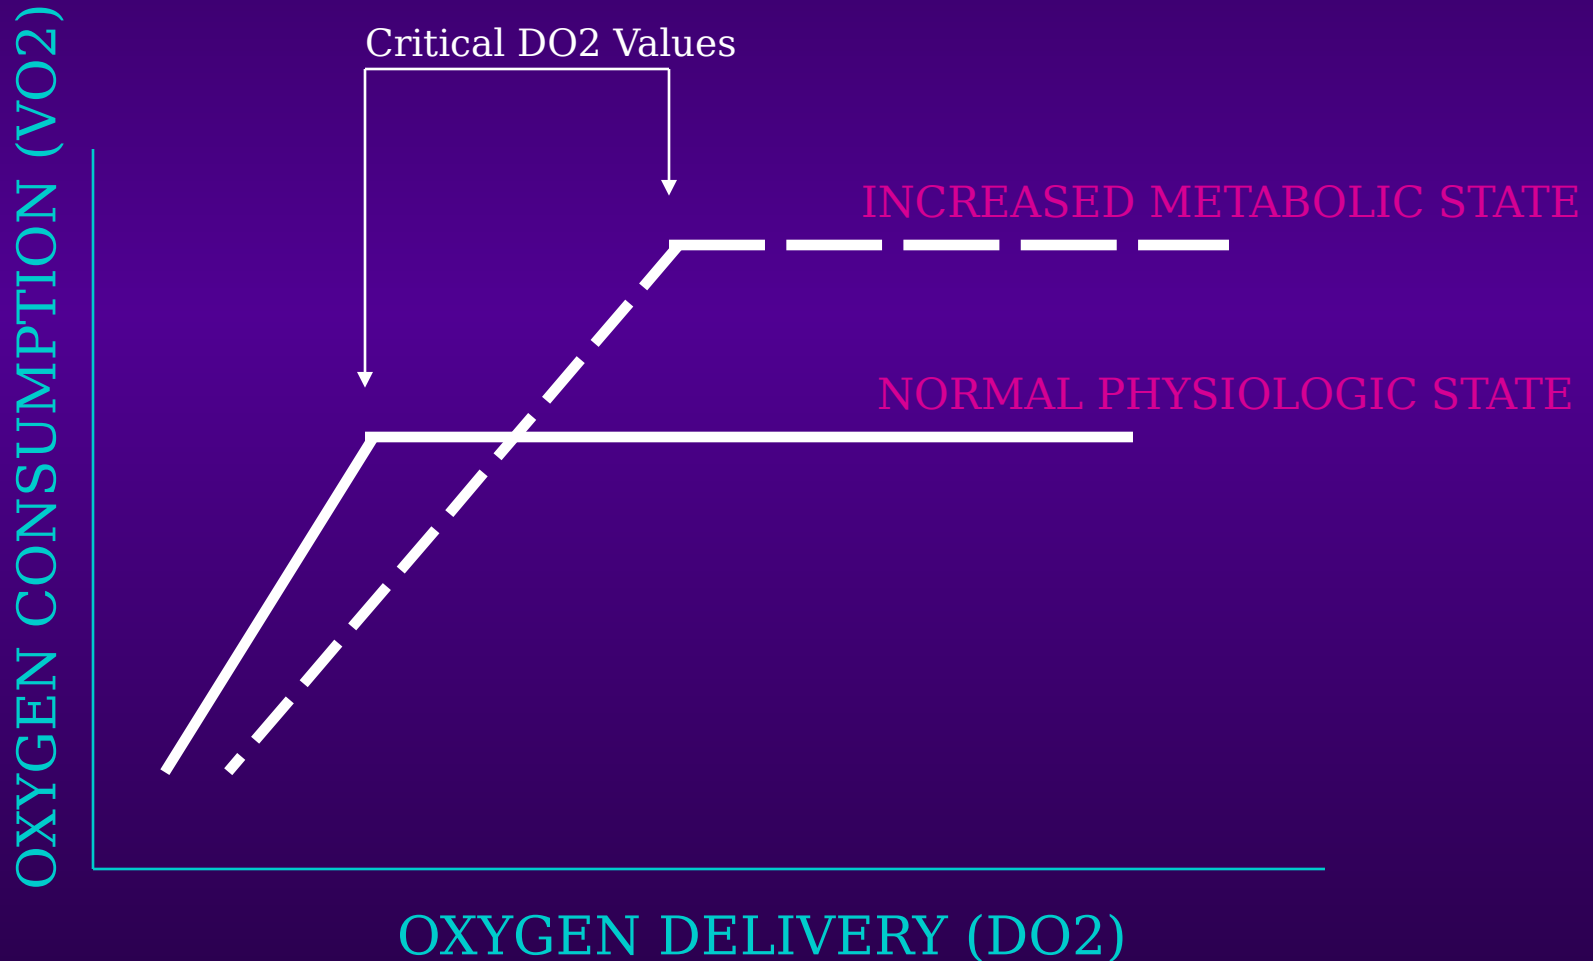 Critical DO2 Values
OXYGEN CONSUMPTION (VO2)
INCREASED METABOLIC STATE
NORMAL PHYSIOLOGIC STATE
OXYGEN DELIVERY (DO2)